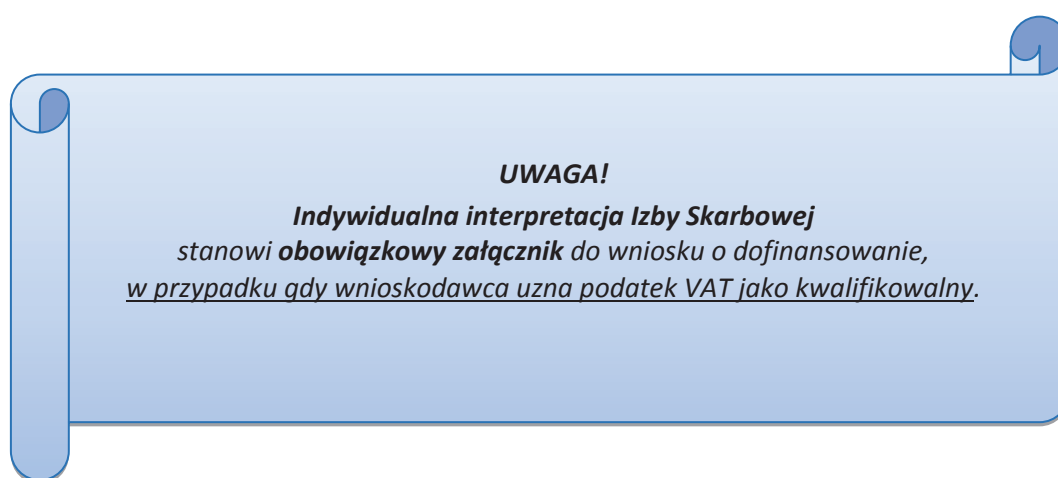 UWAGA!
Indywidualna interpretacja Izby Skarbowej
stanowi obowiązkowy załącznik do wniosku o dofinansowanie,
w przypadku gdy wnioskodawca uzna podatek VAT jako kwalifikowalny.